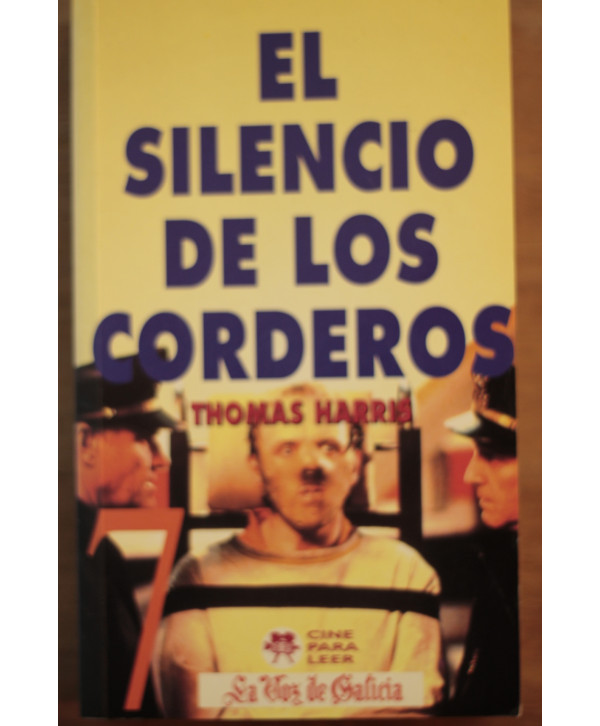 EL
SILENCIO
DE LOS
CORDEROS
THOMAS HARRIS
7
CINE
PARA
LEER
La Voz de Galicia